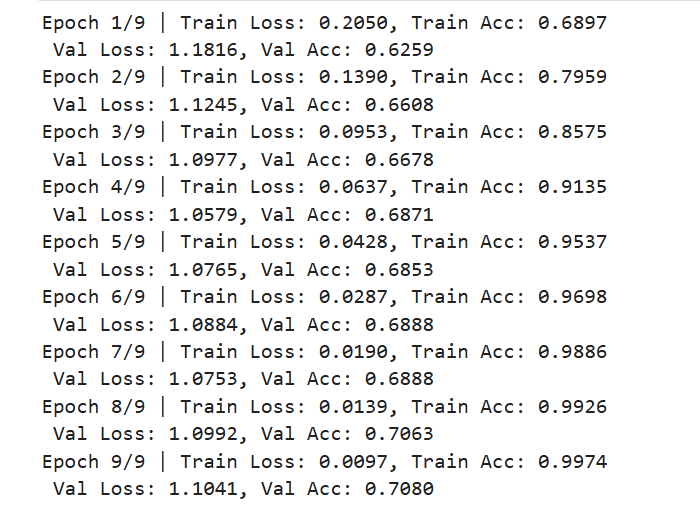 Epoch 1/9 | Train Loss: 0.2050, Train Acc: 0.6897
Val Loss: 1.1816, Val Acc: 0.6259
Epoch 2/9 | Train Loss: 0.1390, Train Acc: 0.7959
Val Loss: 1.1245, Val Acc: 0.6608
Epoch 3/9 | Train Loss: 0.0953, Train Acc: 0.8575
Val Loss: 1.0977, Val Acc: 0.6678
Epoch 4/9 | Train Loss: 0.0637, Train Acc: 0.9135
Val Loss: 1.0579, Val Acc: 0.6871
Epoch 5/9 | Train Loss: 0.0428, Train Acc: 0.9537
Val Loss: 1.0765, Val Acc: 0.6853
Epoch 6/9 | Train Loss: 0.0287, Train Acc: 0.9698
Val Loss: 1.0884, Val Acc: 0.6888
Epoch 7/9 | Train Loss: 0.0190, Train Acc: 0.9886
Val Loss: 1.0753, Val Acc: 0.6888
Epoch 8/9 | Train Loss: 0.0139, Train Acc: 0.9926
Val Loss: 1.0992, Val Acc: 0.7063
Epoch 9/9 | Train Loss: 0.0097, Train Acc: 0.9974
Val Loss: 1.1041, Val Acc: 0.7080